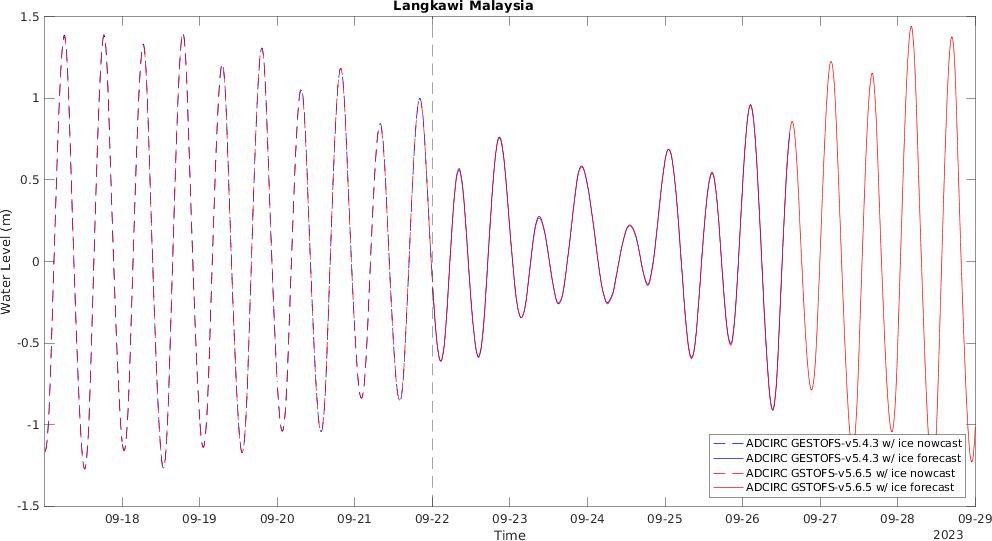 Langkawi Malaysia
1.5
1
0.5
0
-0.5
-1
-1.5
Water Level (m)
ADCIRC GESTOFS-v5.4.3 w/ ice nowcast
ADCIRC GESTOFS-v5.4.3 w/ ice forecast
ADCIRC GSTOFS-v5.6.5 w/ ice nowcast
ADCIRC GSTOFS-v5.6.5 w/ ice forecast
09-18 09-19 09-20 09-21 09-22 09-23 09-24 09-25 09-26 09-27 09-28 09-29
Time
2023